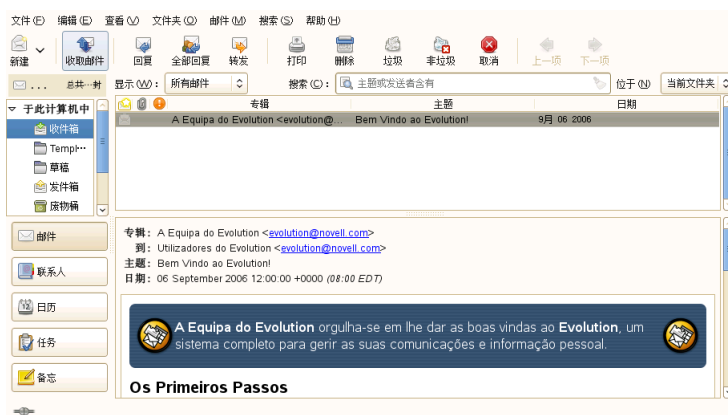 文件(F) 编辑(E) 查看(V) 文件夹(O) 邮件(M) 搜索(S) 帮助(H)
新建 收取邮件 回复 全部回复 转发 打印 删除 垃圾 非垃圾 取消 上一项 下一项
... 总共…封 显示(W): 所有邮件 搜索(C): 主题或发送者含有 位于(N) 当前文件夹
于此计算机中
收件箱
Templ…
草稿
发件箱
废物桶
邮件
联系人
日历
任务
备忘
专辑 主题 日期
A Equipa do Evolution <evolution@... Bem Vindo ao Evolution! 9月 06 2006
专辑: A Equipa do Evolution <evolution@novell.com>
到: Utilizadores do Evolution <evolution@novell.com>
主题: Bem Vindo ao Evolution!
日期: 06 September 2006 12:00:00 +0000 (08:00 EDT)
A Equipa do Evolution orgulha-se em lhe dar as boas vindas ao Evolution, um
sistema completo para gerir as suas comunicações e informação pessoal.
Os Primeiros Passos